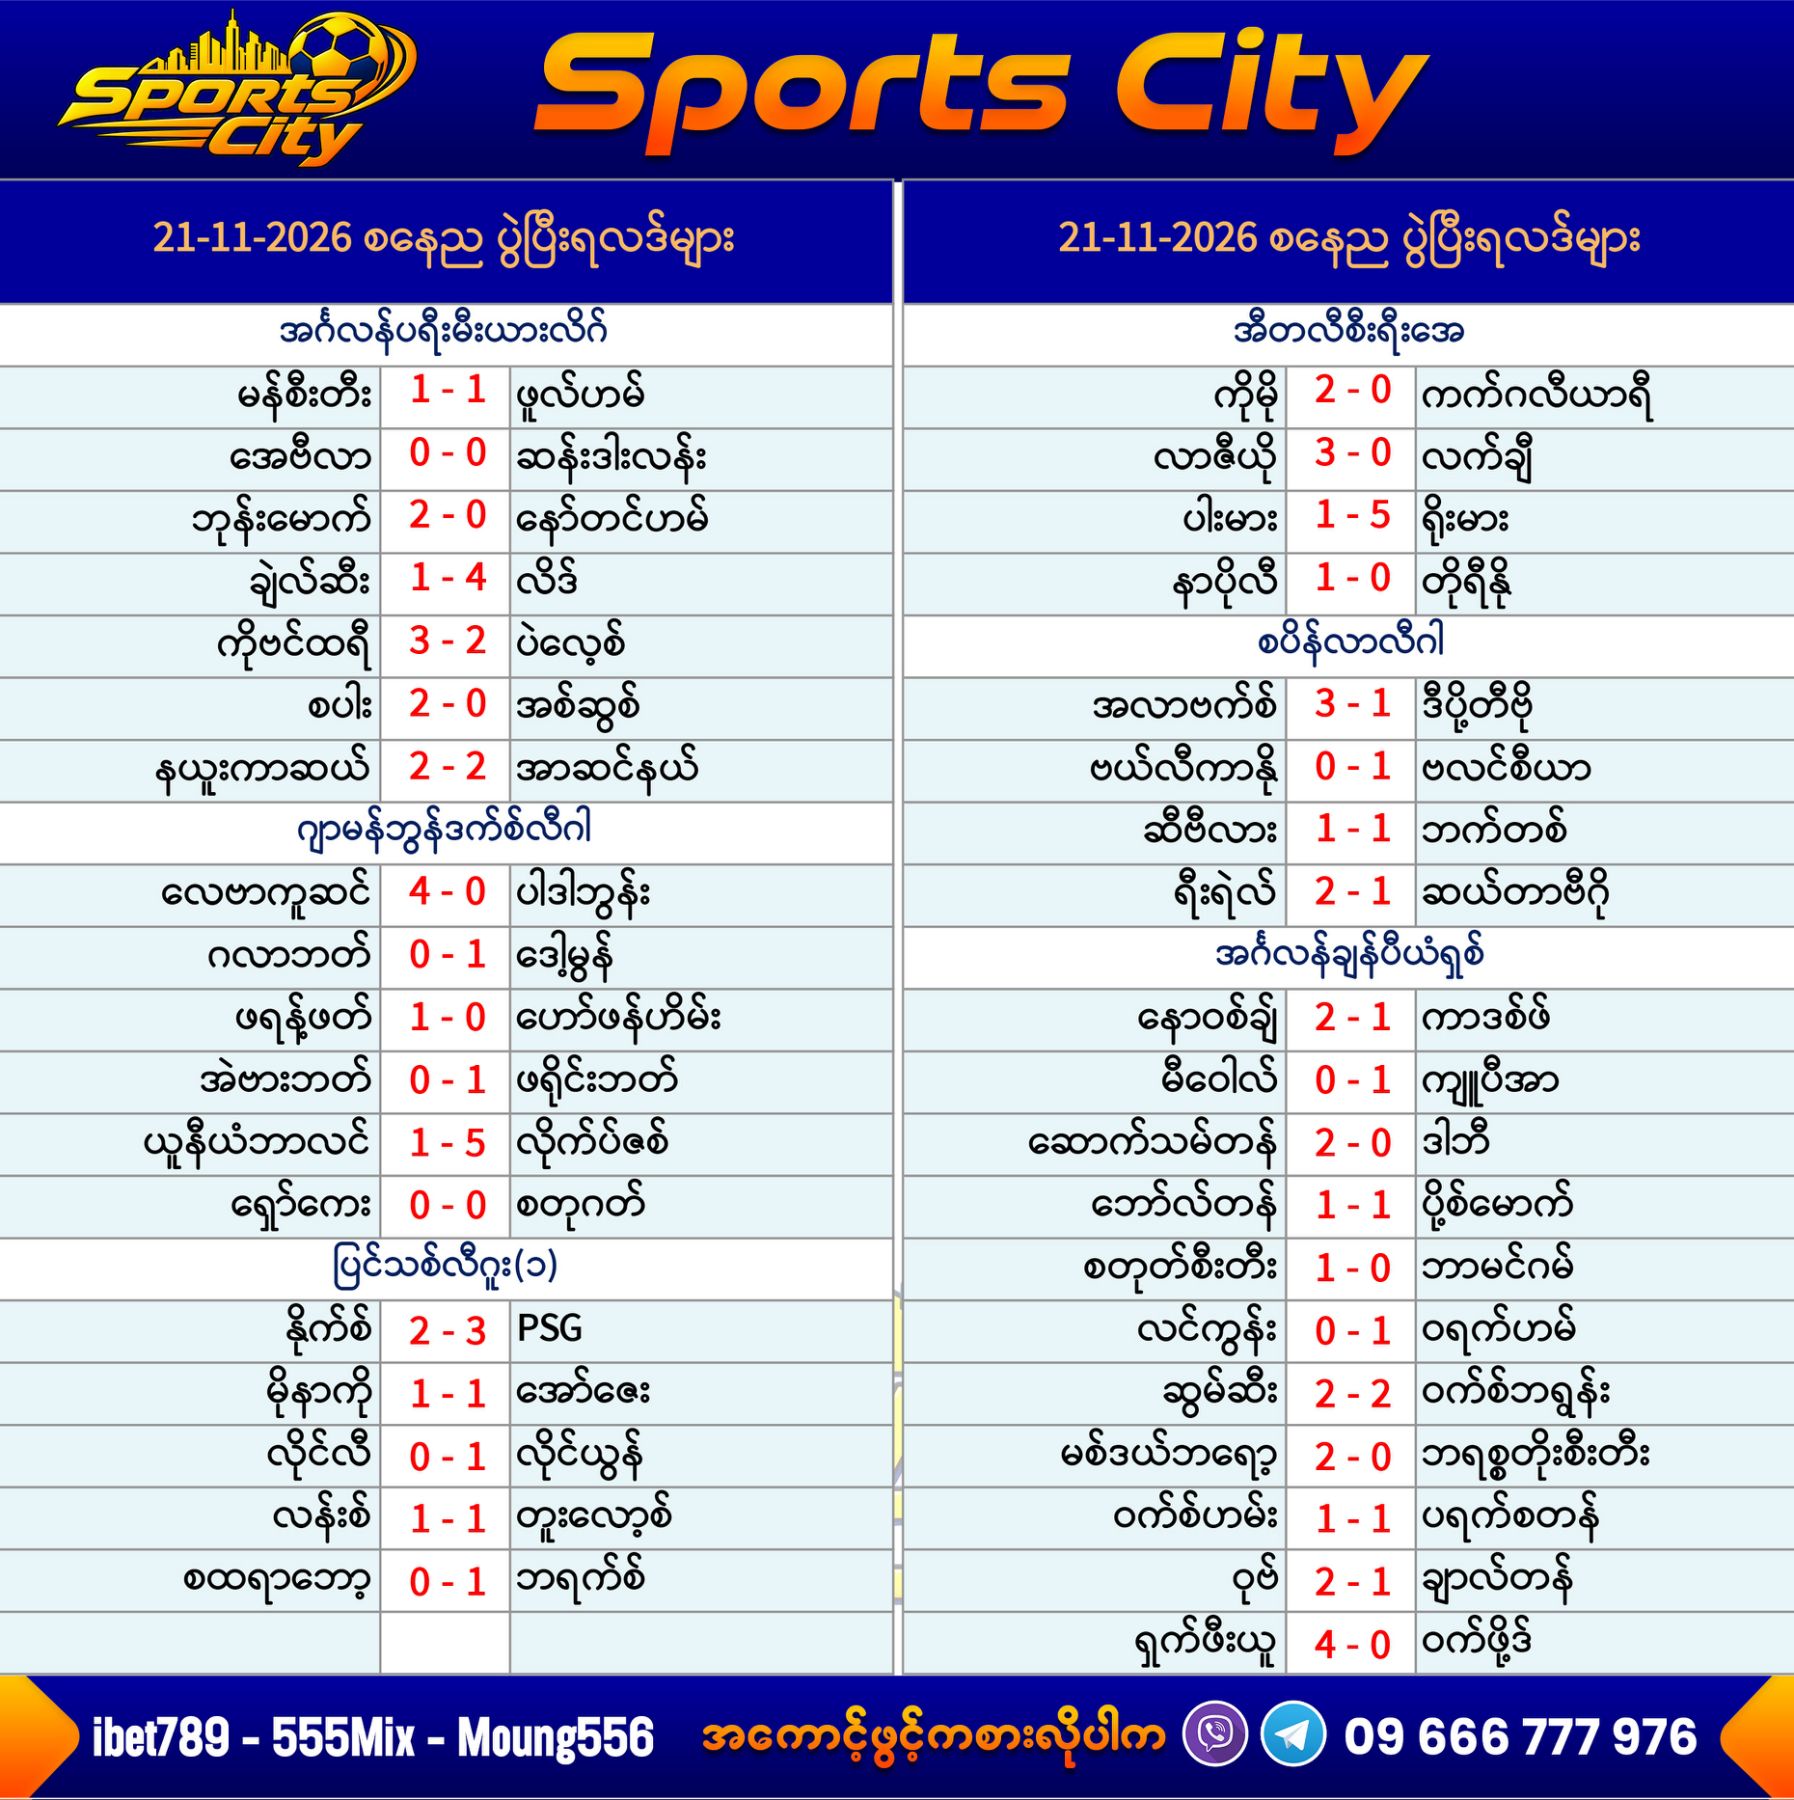 Sports City
Sports City
21-11-2026 စနေည ပွဲပြီးရလဒ်များ
အင်္ဂလန်ပရီးမီးယားလိဂ်
မန်စီးတီး 1 - 1 ဖူလ်ဟမ်
အေဗီလာ 0 - 0 ဆန်းဒါးလန်း
ဘုန်းမောက် 2 - 0 နော်တင်ဟမ်
ချဲလ်ဆီး 1 - 4 လိဒ်
ကိုဗင်ထရီ 3 - 2 ပဲလေ့စ်
စပါး 2 - 0 အစ်ဆွစ်
နယူးကာဆယ် 2 - 2 အာဆင်နယ်
ဂျာမန်ဘွန်ဒက်စ်လီဂါ
လေဗာကူဆင် 4 - 0 ပါဒါဘွန်း
ဂလာဘတ် 0 - 1 ဒေါ့မွန်
ဖရန့်ဖတ် 1 - 0 ဟော်ဖန်ဟိမ်း
အဲဗားဘတ် 0 - 1 ဖရိုင်းဘတ်
ယူနီယံဘာလင် 1 - 5 လိုက်ပ်ဇစ်
ရှော်ကေး 0 - 0 စတုဂတ်
ပြင်သစ်လီဂူး(၁)
နိုက်စ် 2 - 3 PSG
မိုနာကို 1 - 1 အော်ဇေး
လိုင်လီ 0 - 1 လိုင်ယွန်
လန်းစ် 1 - 1 တူးလော့စ်
စထရာဘော့ 0 - 1 ဘရက်စ်
21-11-2026 စနေည ပွဲပြီးရလဒ်များ
အီတလီစီးရီးအေ
ကိုမို 2 - 0 ကက်ဂလီယာရီ
လာဇီယို 3 - 0 လက်ချီ
ပါးမား 1 - 5 ရိုးမား
နာပိုလီ 1 - 0 တိုရီနို
စပိန်လာလီဂါ
အလာဗက်စ် 3 - 1 ဒီပို့တီဗို
ဗယ်လီကာနို 0 - 1 ဗလင်စီယာ
ဆီဗီလား 1 - 1 ဘက်တစ်
ရီးရဲလ် 2 - 1 ဆယ်တာဗီဂို
အင်္ဂလန်ချန်ပီယံရှစ်
နောဝစ်ချ် 2 - 1 ကာဒစ်ဖ်
မီဝေါလ် 0 - 1 ကျူူပီအာ
ဆောက်သမ်တန် 2 - 0 ဒါဘီ
ဘော်လ်တန် 1 - 1 ပို့စ်မောက်
စတုတ်စီးတီး 1 - 0 ဘာမင်ဂမ်
လင်ကွန်း 0 - 1 ဝရက်ဟမ်
ဆွမ်ဆီး 2 - 2 ဝက်စ်ဘရွန်း
မစ်ဒယ်ဘရော့ 2 - 0 ဘရစ္စတိုးစီးတီး
ဝက်စ်ဟမ်း 1 - 1 ပရက်စတန်
ဝုဗ် 2 - 1 ချာလ်တန်
ရှက်ဖီးယူ 4 - 0 ဝက်ဖို့ဒ်
ibet789 - 555Mix - Moung556 အကောင့်ဖွင့်ကစားလိုပါက 09 666 777 976